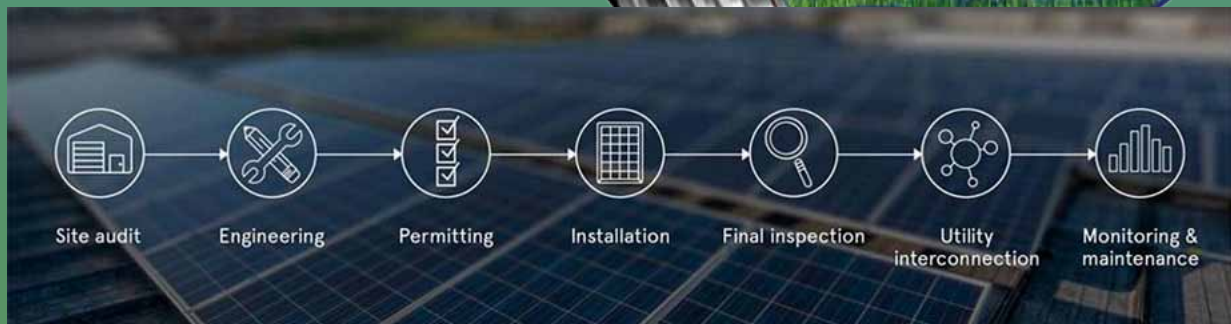 Site audit
Engineering
Permitting
Installation
Final inspection
Utility
interconnection
Monitoring &
maintenance